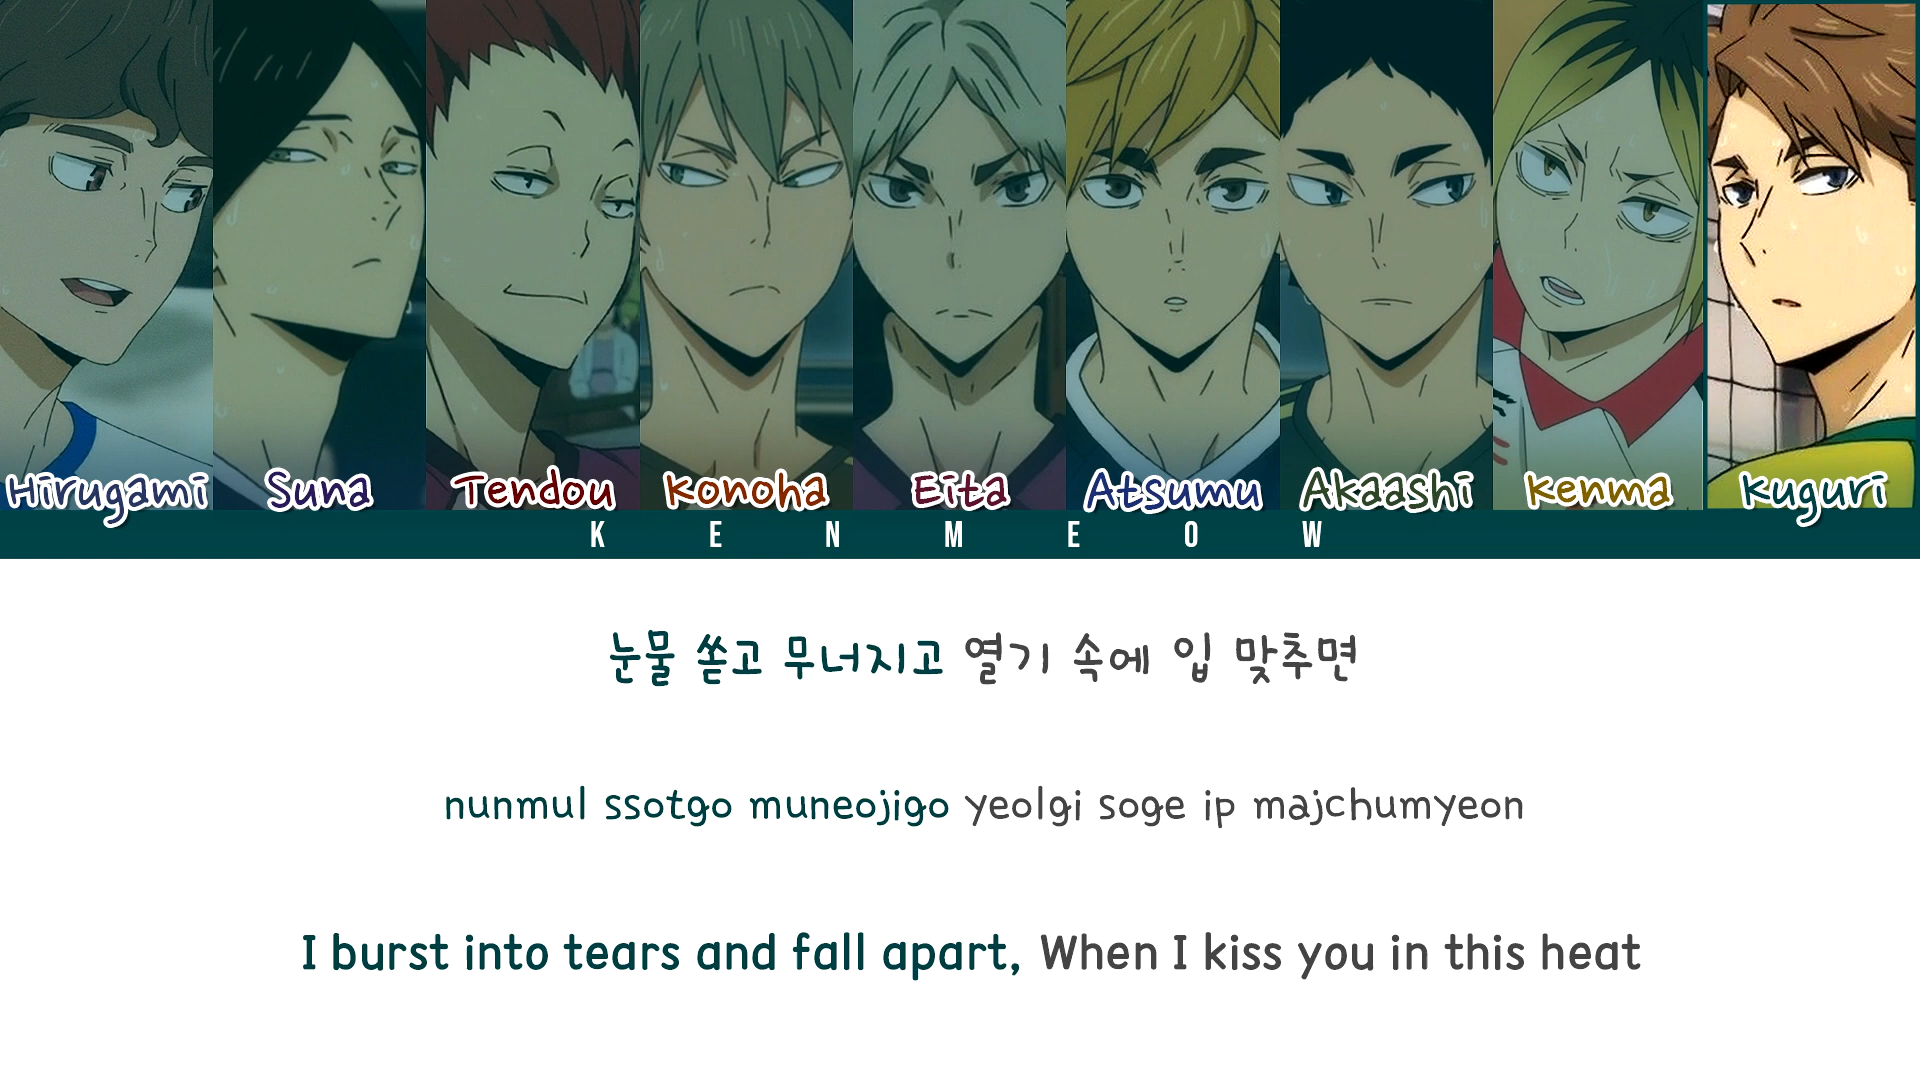 Hirugami Suna Tendou Konoha Eita Atsumu Akaashi Kenma Kuguri
KENMEOW
눈물 쏟고 무너지고 열기 속에 입 맞추면
nunmul ssotgo muneojigo yeolgi soge ip majchumyeon
I burst into tears and fall apart, When I kiss you in this heat